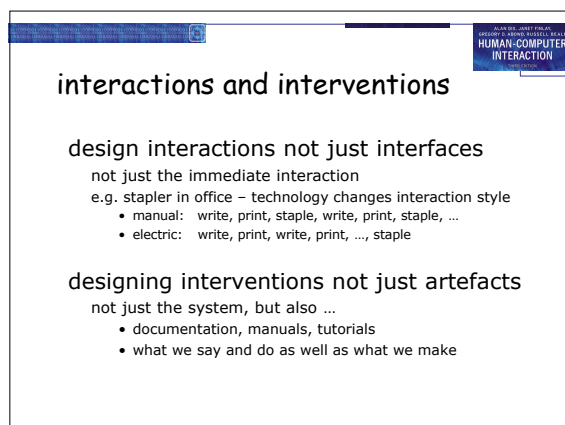 ALAN DIX, JANET FINLAY,
GREGORY D. ABOWD, RUSSELL BEALE
HUMAN-COMPUTER
INTERACTION
THIRD EDITION
interactions and interventions
design interactions not just interfaces
not just the immediate interaction
e.g. stapler in office – technology changes interaction style
• manual: write, print, staple, write, print, staple, …
• electric: write, print, write, print, …, staple
designing interventions not just artefacts
not just the system, but also …
• documentation, manuals, tutorials
• what we say and do as well as what we make